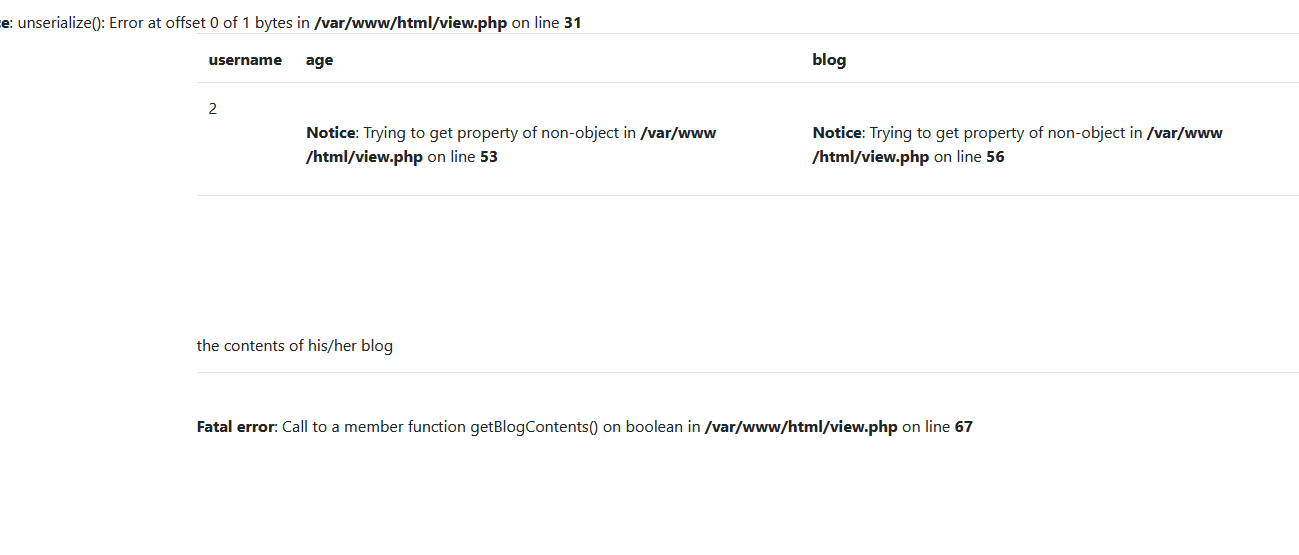 e: unserialize(): Error at offset 0 of 1 bytes in /var/www/html/view.php on line 31
username age blog
2
Notice: Trying to get property of non-object in /var/www
/html/view.php on line 53
Notice: Trying to get property of non-object in /var/www
/html/view.php on line 56
the contents of his/her blog
Fatal error: Call to a member function getBlogContents() on boolean in /var/www/html/view.php on line 67